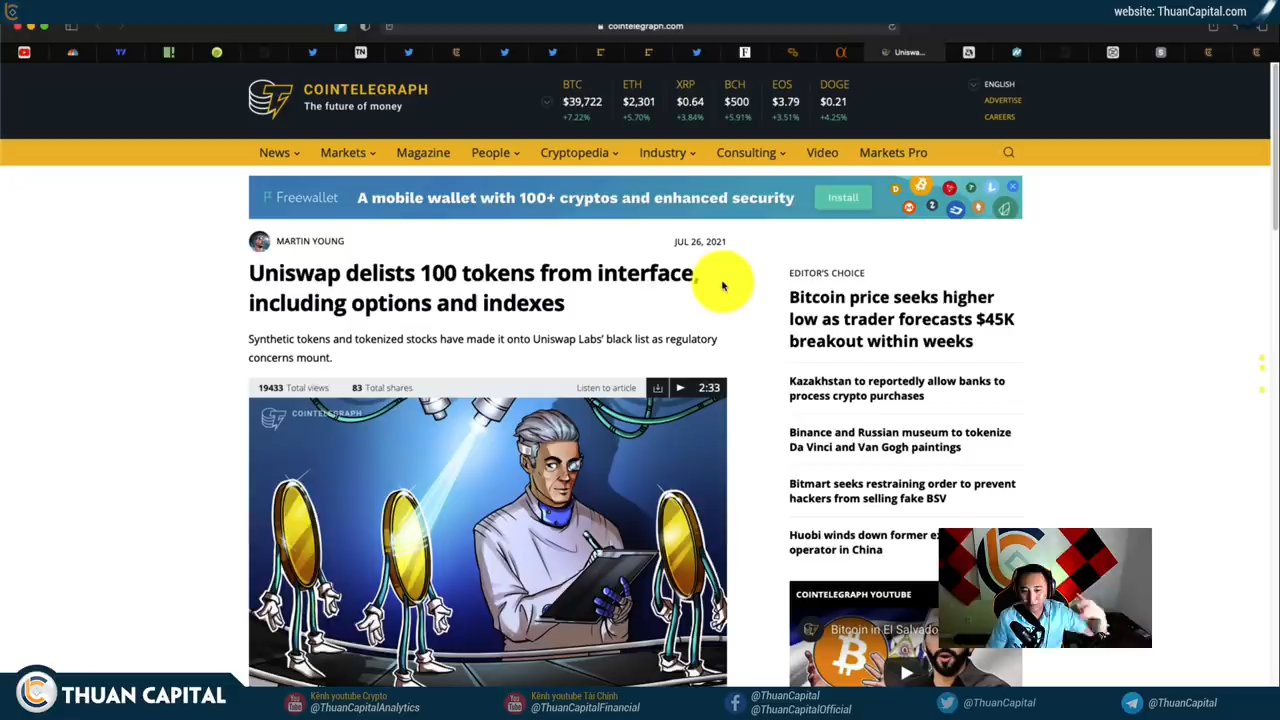 website: ThuanCapital.com
cointelegraph.com
Uniswa...
COINTELEGRAPH
The future of money
BTC ETH XRP BCH EOS DOGE
$39,722 $2,301 $0.64 $500 $3.79 $0.21
+7.22% +5.70% +3.84% +5.91% +3.51% +4.25%
ENGLISH
ADVERTISE
CAREERS
News Markets Magazine People Cryptopedia Industry Consulting Video Markets Pro
Freewallet A mobile wallet with 100+ cryptos and enhanced security Install
MARTIN YOUNG JUL 26, 2021
Uniswap delists 100 tokens from interface,
including options and indexes
Synthetic tokens and tokenized stocks have made it onto Uniswap Labs' black list as regulatory
concerns mount.
19433 Total views 83 Total shares Listen to article 2:33
COINTELEGRAPH
EDITOR'S CHOICE
Bitcoin price seeks higher
low as trader forecasts $45K
breakout within weeks
Kazakhstan to reportedly allow banks to
process crypto purchases
Binance and Russian museum to tokenize
Da Vinci and Van Gogh paintings
Bitmart seeks restraining order to prevent
hackers from selling fake BSV
Huobi winds down former
operator in China
COINTELEGRAPH YOUTUBE
Bitcoin in El Salvado
THUAN CAPITAL
Kênh youtube Crypto
@ThuanCapitalAnalytics
Kênh youtube Tài Chính
@ThuanCapitalFinancial
@ThuanCapital
@ThuanCapitalOfficial
@ThuanCapital
@ThuanCapital